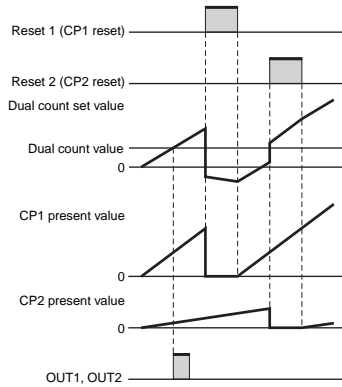 Reset 1 (CP1 reset)
Reset 2 (CP2 reset)
Dual count set value
Dual count value
0
CP1 present value
0
CP2 present value
0
OUT1, OUT2